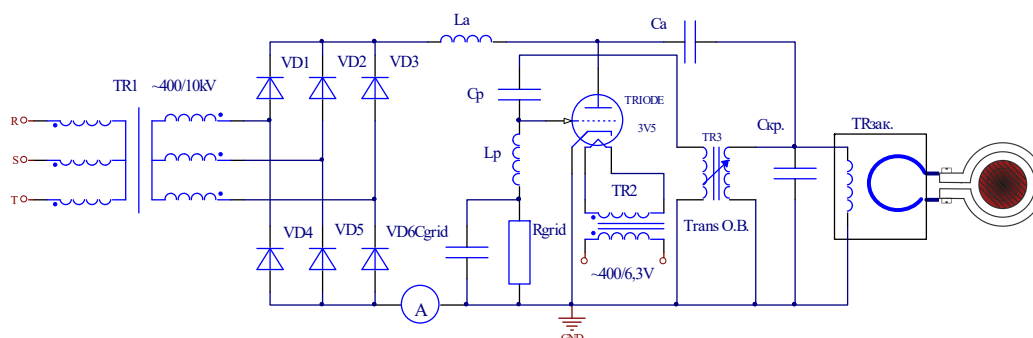 La
Ca
VD1
VD2
VD3
TR1 ~400/10kV
Cp
TRIODE
3V5
R
S
T
Lp
TR3
Cкр.
TRзак.
TR2
VD4
VD5
VD6Cgrid
Rgrid
Trans O.B.
~400/6,3V
A
GND